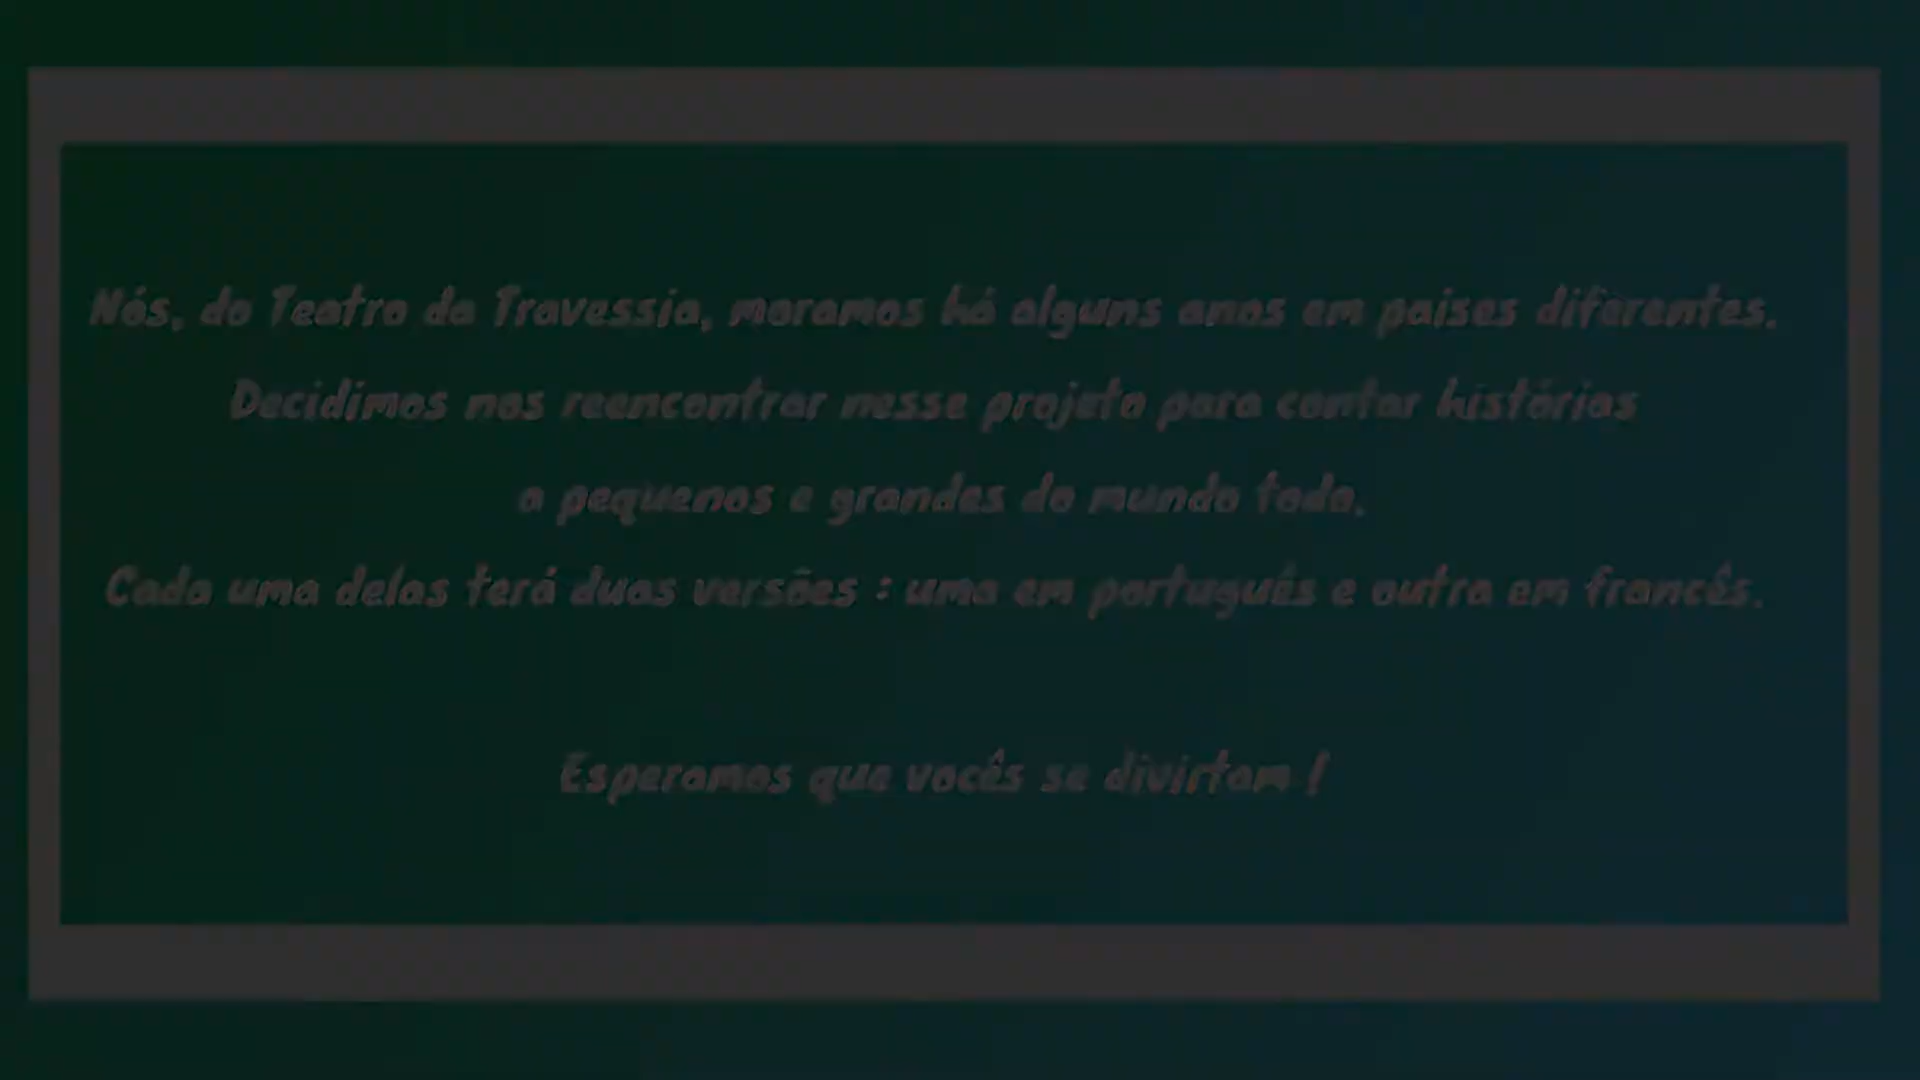 Nós, do Teatro da Travessia, moramos há alguns anos em países diferentes.
Decidimos nos reencontrar nesse projeto para contar histórias
a pequenos e grandes do mundo todo.
Cada uma delas terá duas versões : uma em português e outra em francês.
Esperamos que vocês se divirtam !